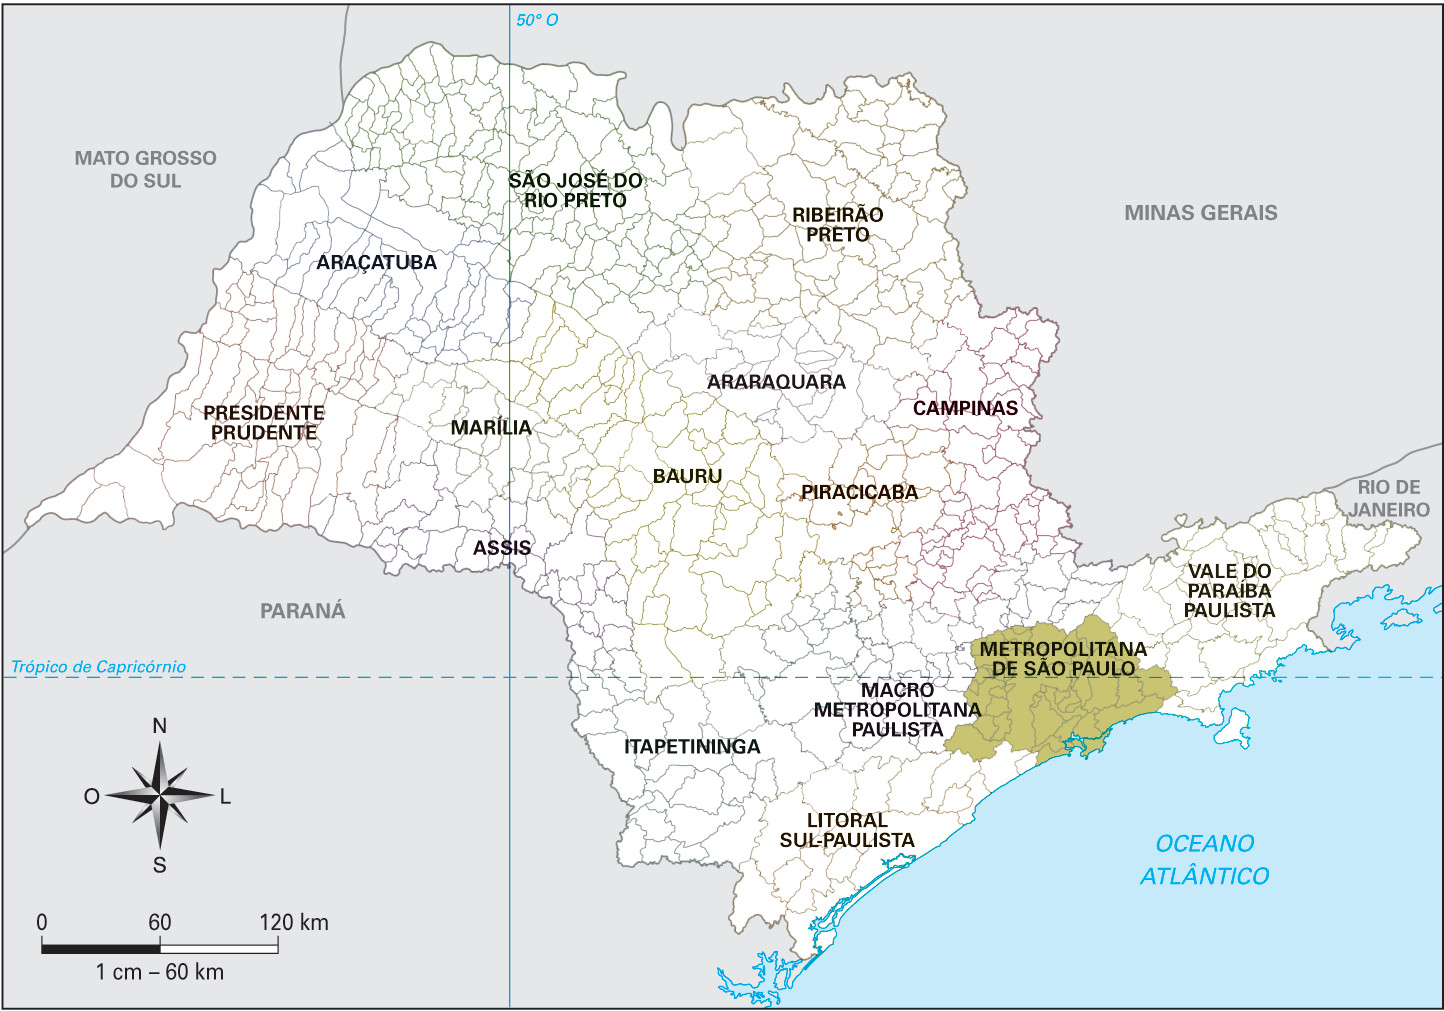 50° O
MATO GROSSO
DO SUL
SÃO JOSÉ DO
RIO PRETO
RIBEIRÃO
PRETO
MINAS GERAIS
ARAÇATUBA
ARARAQUARA
CAMPINAS
PRESIDENTE
PRUDENTE
MARÍLIA
BAURU
PIRACICABA
RIO DE
JANEIRO
ASSIS
VALE DO
PARAÍBA
PAULISTA
PARANÁ
METROPOLITANA
DE SÃO PAULO
Trópico de Capricórnio
MACRO
METROPOLITANA
PAULISTA
ITAPETININGA
N
O
L
S
LITORAL
SUL-PAULISTA
OCEANO
ATLÂNTICO
0 60 120 km
1 cm – 60 km